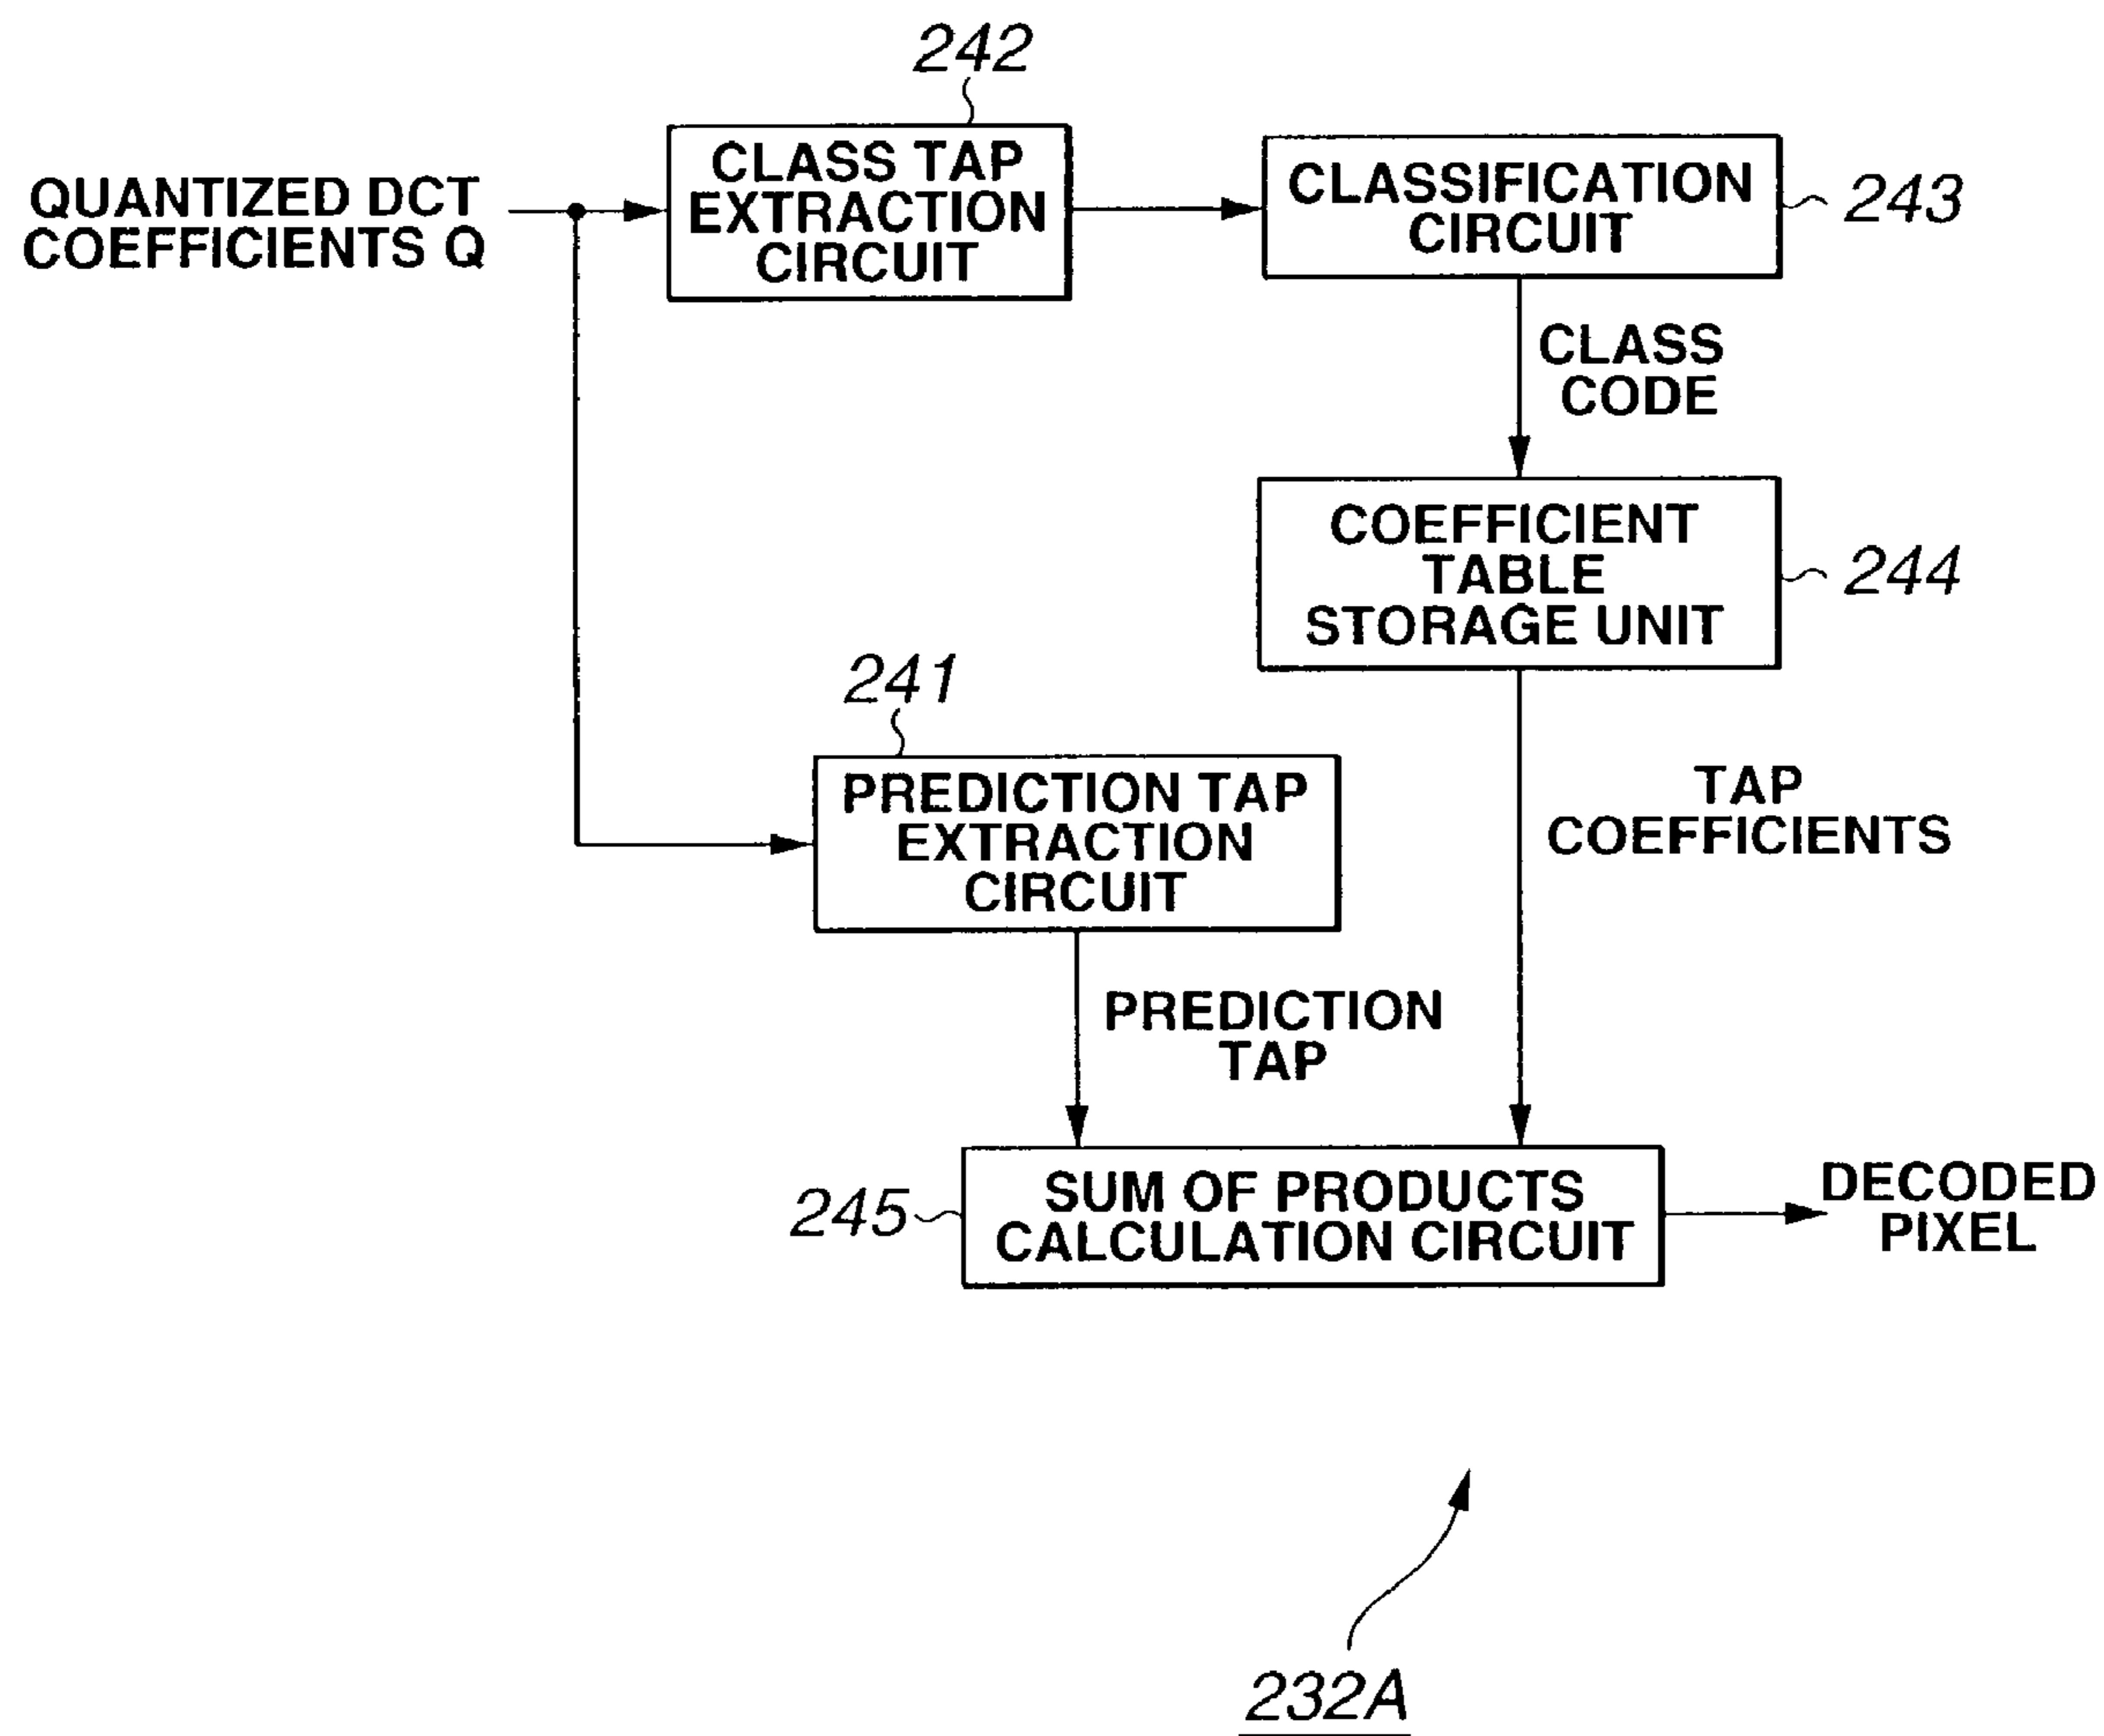 242
CLASS TAP
EXTRACTION
CIRCUIT
QUANTIZED DCT
COEFFICIENTS Q
CLASSIFICATION
CIRCUIT
243
CLASS
CODE
COEFFICIENT
TABLE
STORAGE UNIT
244
241
PREDICTION TAP
EXTRACTION
CIRCUIT
TAP
COEFFICIENTS
PREDICTION
TAP
245
SUM OF PRODUCTS
CALCULATION CIRCUIT
DECODED
PIXEL
232A